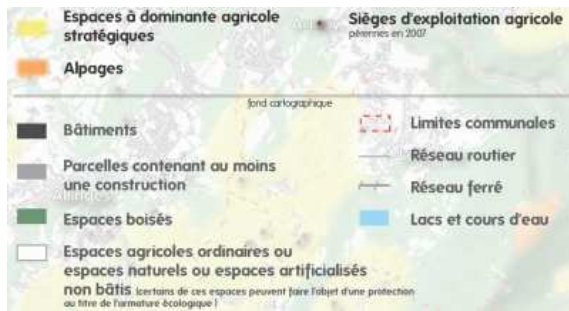 Espaces à dominante agricole
stratégiques
Alpages
Sièges d'exploitation agricole
pérennes en 2007
fond cartographique
Bâtiments
Parcelles contenant au moins
une construction
Espaces boisés
Espaces agricoles ordinaires ou
espaces naturels ou espaces artificialisés
non bâtis (certains de ces espaces peuvent faire l'objet d'une protection
au titre de l'armature écologique)
Limites communales
Réseau routier
Réseau ferré
Lacs et cours d'eau